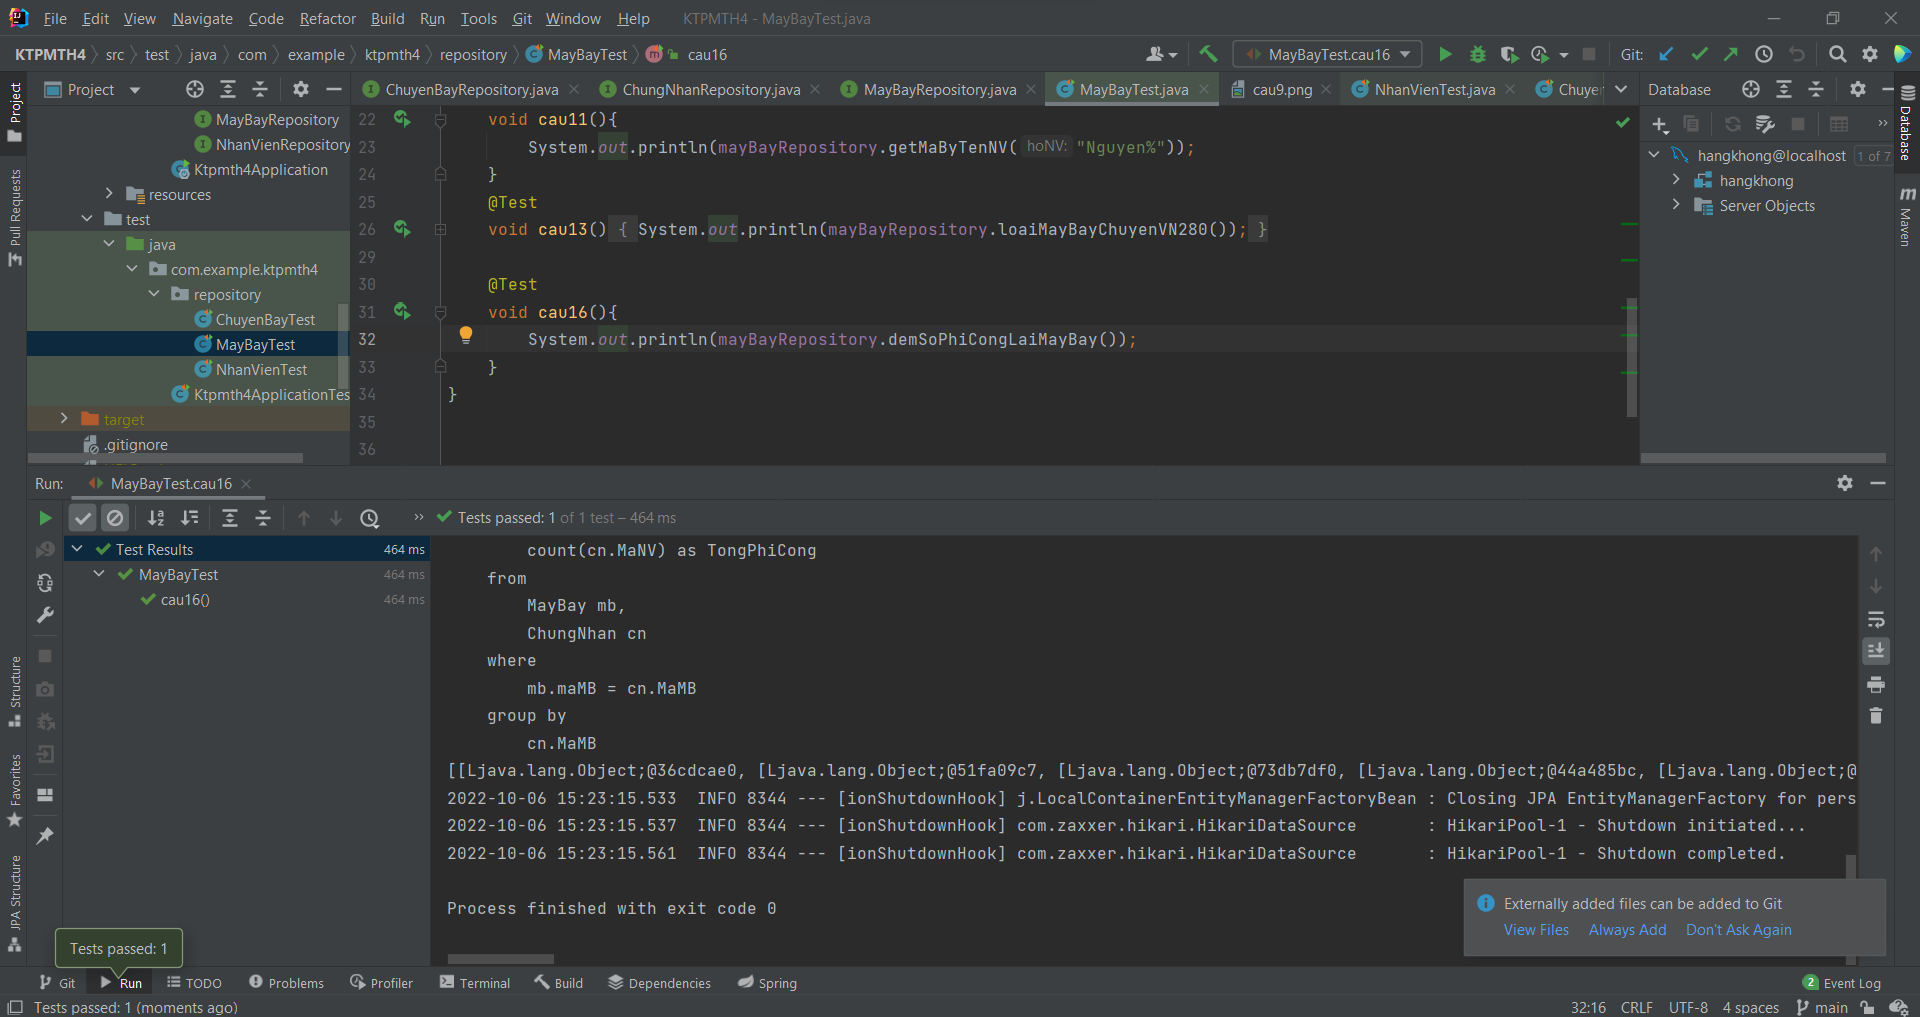 File Edit View Navigate Code Refactor Build Run Tools Git Window Help KTPMTH4 - MayBayTest.java
KTPMTH4 src test java com example ktpmth4 repository MayBayTest cau16 MayBayTest.cau16 Git:
Project
ChuyenBayRepository.java ChungNhanRepository.java MayBayRepository.java MayBayTest.java cau9.png NhanVienTest.java Chuye
Database
Project
Pull Requests
Structure
Favorites
JPA Structure
Database
Maven
MayBayRepository
NhanVienRepository
Ktpmth4Application
resources
test
java
com.example.ktpmth4
repository
ChuyenBayTest
MayBayTest
NhanVienTest
Ktpmth4ApplicationTes
target
.gitignore
22 void cau11(){
23 System.out.println(mayBayRepository.getMaByTenNV( hoNV: "Nguyen%"));
24 }
25 @Test
26 void cau13() { System.out.println(mayBayRepository.loaiMayBayChuyenVN280()); }
29
30 @Test
31 void cau16(){
32 System.out.println(mayBayRepository.demSoPhiCongLaiMayBay());
33 }
34 }
35
36
hangkhong@localhost 1 of 7
hangkhong
Server Objects
Run: MayBayTest.cau16
Tests passed: 1 of 1 test – 464 ms
Test Results 464 ms
MayBayTest 464 ms
cau16() 464 ms
count(cn.MaNV) as TongPhiCong
from
MayBay mb,
ChungNhan cn
where
mb.maMB = cn.MaMB
group by
cn.MaMB
[[Ljava.lang.Object;@36cdcae0, [Ljava.lang.Object;@51fa09c7, [Ljava.lang.Object;@73db7df0, [Ljava.lang.Object;@44a485bc, [Ljava.lang.Object;@
2022-10-06 15:23:15.533 INFO 8344 --- [ionShutdownHook] j.LocalContainerEntityManagerFactoryBean : Closing JPA EntityManagerFactory for pers
2022-10-06 15:23:15.537 INFO 8344 --- [ionShutdownHook] com.zaxxer.hikari.HikariDataSource : HikariPool-1 - Shutdown initiated...
2022-10-06 15:23:15.561 INFO 8344 --- [ionShutdownHook] com.zaxxer.hikari.HikariDataSource : HikariPool-1 - Shutdown completed.
Process finished with exit code 0
Externally added files can be added to Git
View Files Always Add Don't Ask Again
Tests passed: 1
Git Run TODO Problems Profiler Terminal Build Dependencies Spring 2 Event Log
Tests passed: 1 (moments ago) 32:16 CRLF UTF-8 4 spaces main